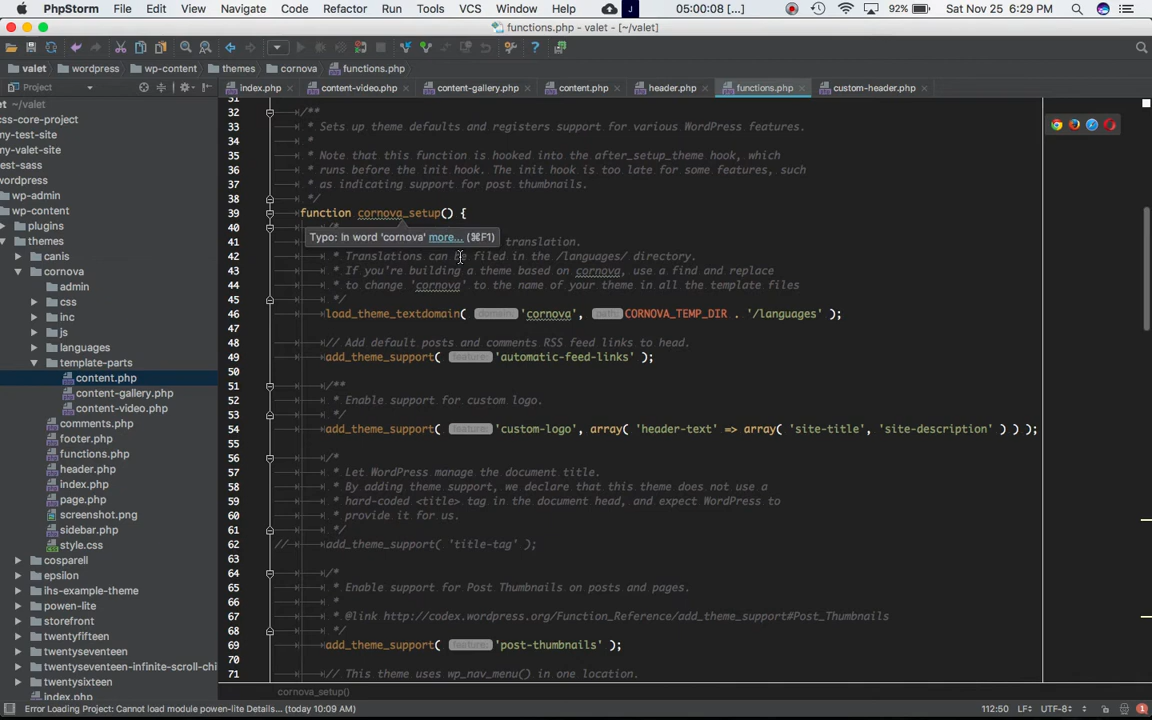 PhpStorm File Edit View Navigate Code Refactor Run Tools VCS Window Help J 05:00:08 [...] 92% Sat Nov 25 6:29 PM
functions.php - valet - [~/valet]
valet wordpress wp-content themes cornova functions.php
Project index.php content-video.php content-gallery.php content.php header.php functions.php custom-header.php
et ~/valet
css-core-project
my-test-site
my-valet-site
test-sass
wordpress
wp-admin
wp-content
plugins
themes
canis
cornova
admin
css
inc
js
languages
template-parts
content.php
content-gallery.php
content-video.php
comments.php
footer.php
functions.php
header.php
index.php
page.php
screenshot.png
sidebar.php
style.css
cosparell
epsilon
ihs-example-theme
powen-lite
storefront
twentyfifteen
twentyseventeen
twentyseventeen-infinite-scroll-chi
twentysixteen
index.php
31
32 /**
33 * Sets up theme defaults and registers support for various WordPress features.
34 *
35 * Note that this function is hooked into the after_setup_theme hook, which
36 * runs before the init hook. The init hook is too late for some features, such
37 * as indicating support for post thumbnails.
38 */
39 function cornova_setup() {
40 /*
Typo: In word 'cornova' more... (⌘F1)
41 translation.
42 * Translations can be filed in the /languages/ directory.
43 * If you're building a theme based on cornova, use a find and replace
44 * to change 'cornova' to the name of your theme in all the template files
45 */
46 load_theme_textdomain( domain: 'cornova', path: CORNOVA_TEMP_DIR . '/languages' );
47
48 // Add default posts and comments RSS feed links to head.
49 add_theme_support( feature: 'automatic-feed-links' );
50
51 /**
52 * Enable support for custom logo.
53 */
54 add_theme_support( feature: 'custom-logo', array( 'header-text' => array( 'site-title', 'site-description' ) ) );
55
56 /*
57 * Let WordPress manage the document title.
58 * By adding theme support, we declare that this theme does not use a
59 * hard-coded <title> tag in the document head, and expect WordPress to
60 * provide it for us.
61 */
62 // add_theme_support( 'title-tag' );
63
64 /*
65 * Enable support for Post Thumbnails on posts and pages.
66 *
67 * @link http://codex.wordpress.org/Function_Reference/add_theme_support#Post_Thumbnails
68 */
69 add_theme_support( feature: 'post-thumbnails' );
70
71 // This theme uses wp_nav_menu() in one location.
cornova_setup()
Error Loading Project: Cannot load module powen-lite Details... (today 10:09 AM) 112:50 LF÷ UTF-8÷ 1